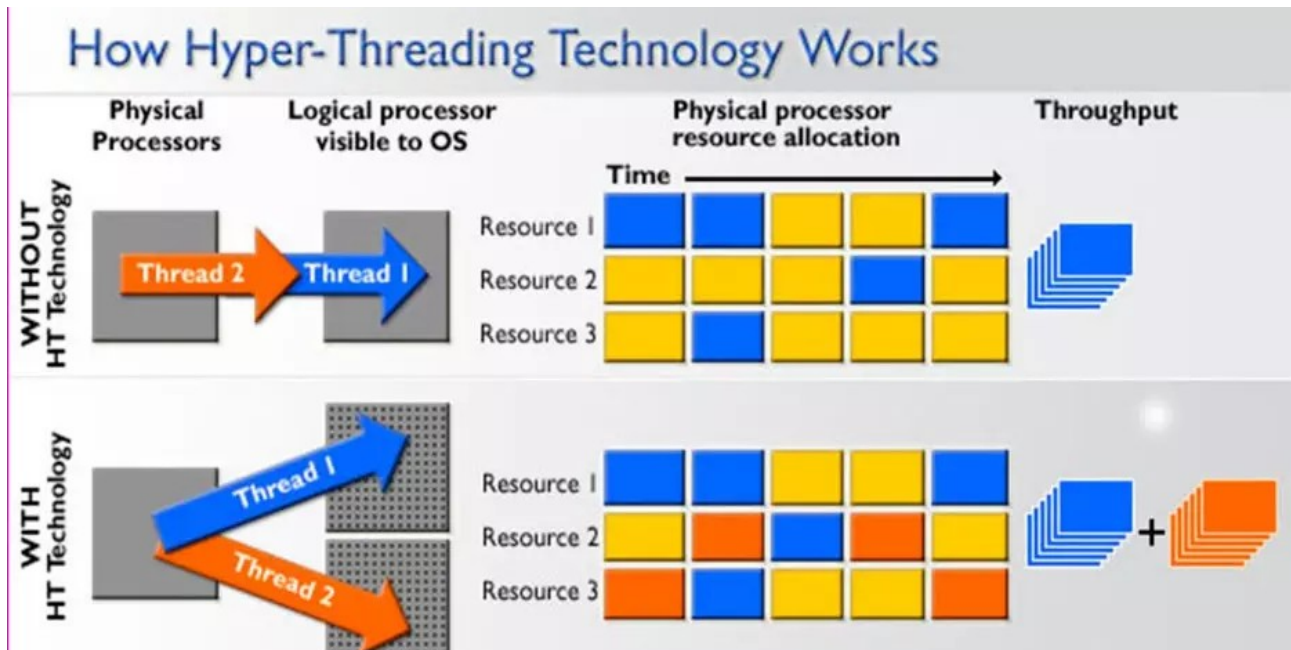 How Hyper-Threading Technology Works
Physical
Processors
Logical processor
visible to OS
Physical processor
resource allocation
Throughput
WITHOUT
HT Technology
Thread 2
Thread 1
Time
Resource 1
Resource 2
Resource 3
WITH
HT Technology
Thread 1
Thread 2
Resource 1
Resource 2
Resource 3
+